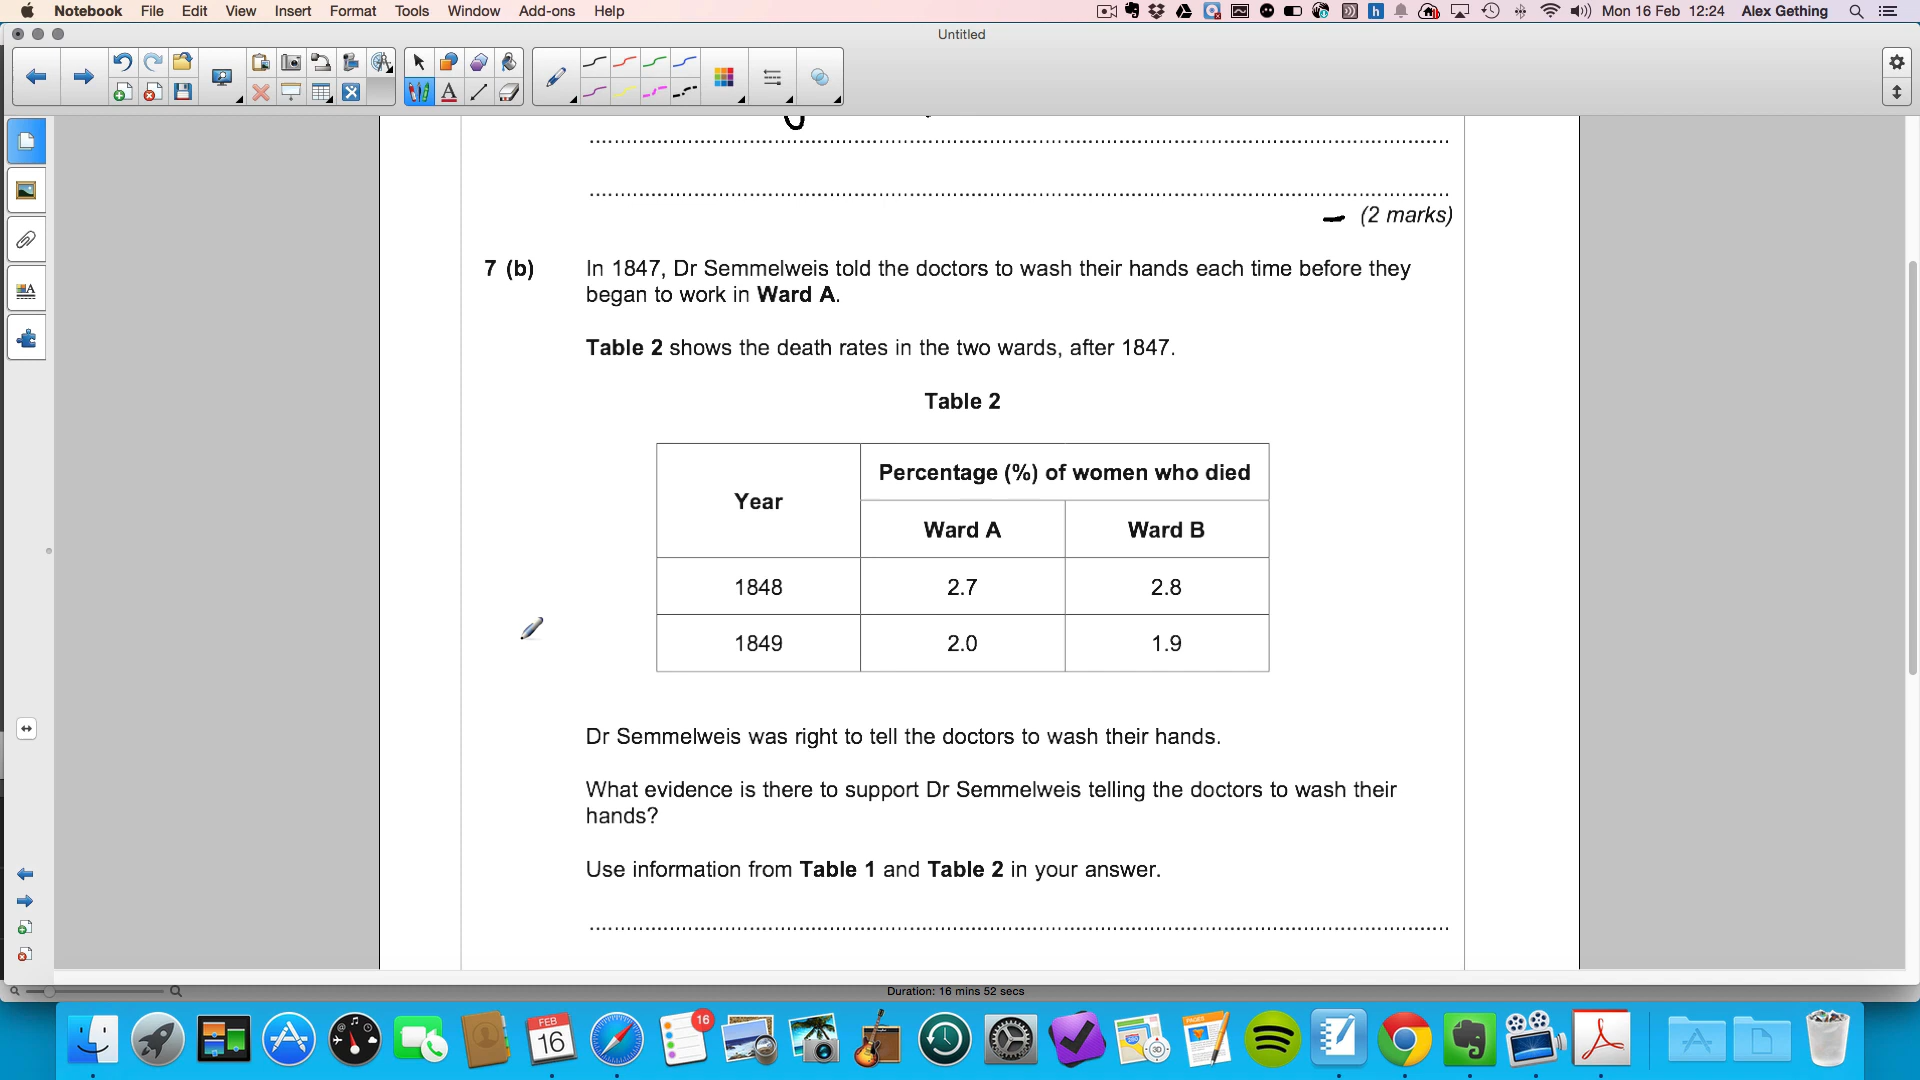 Notebook File Edit View Insert Format Tools Window Add-ons Help Mon 16 Feb 12:24 Alex Gething
Untitled
(2 marks)
7 (b) In 1847, Dr Semmelweis told the doctors to wash their hands each time before they
began to work in Ward A.
Table 2 shows the death rates in the two wards, after 1847.
Table 2
Percentage (%) of women who died
Year
Ward A Ward B
1848 2.7 2.8
1849 2.0 1.9
Dr Semmelweis was right to tell the doctors to wash their hands.
What evidence is there to support Dr Semmelweis telling the doctors to wash their
hands?
Use information from Table 1 and Table 2 in your answer.
Duration: 16 mins 52 secs
FEB
16
16